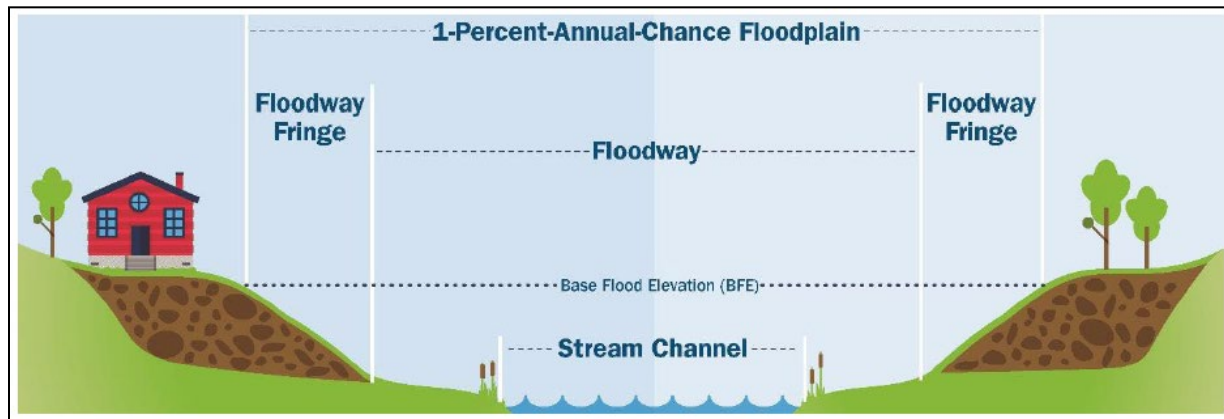 1-Percent-Annual-Chance Floodplain
Floodway
Fringe
Floodway
Fringe
Floodway
Base Flood Elevation (BFE)
Stream Channel